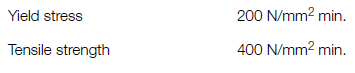 Yield stress 200 N/mm² min.
Tensile strength 400 N/mm² min.